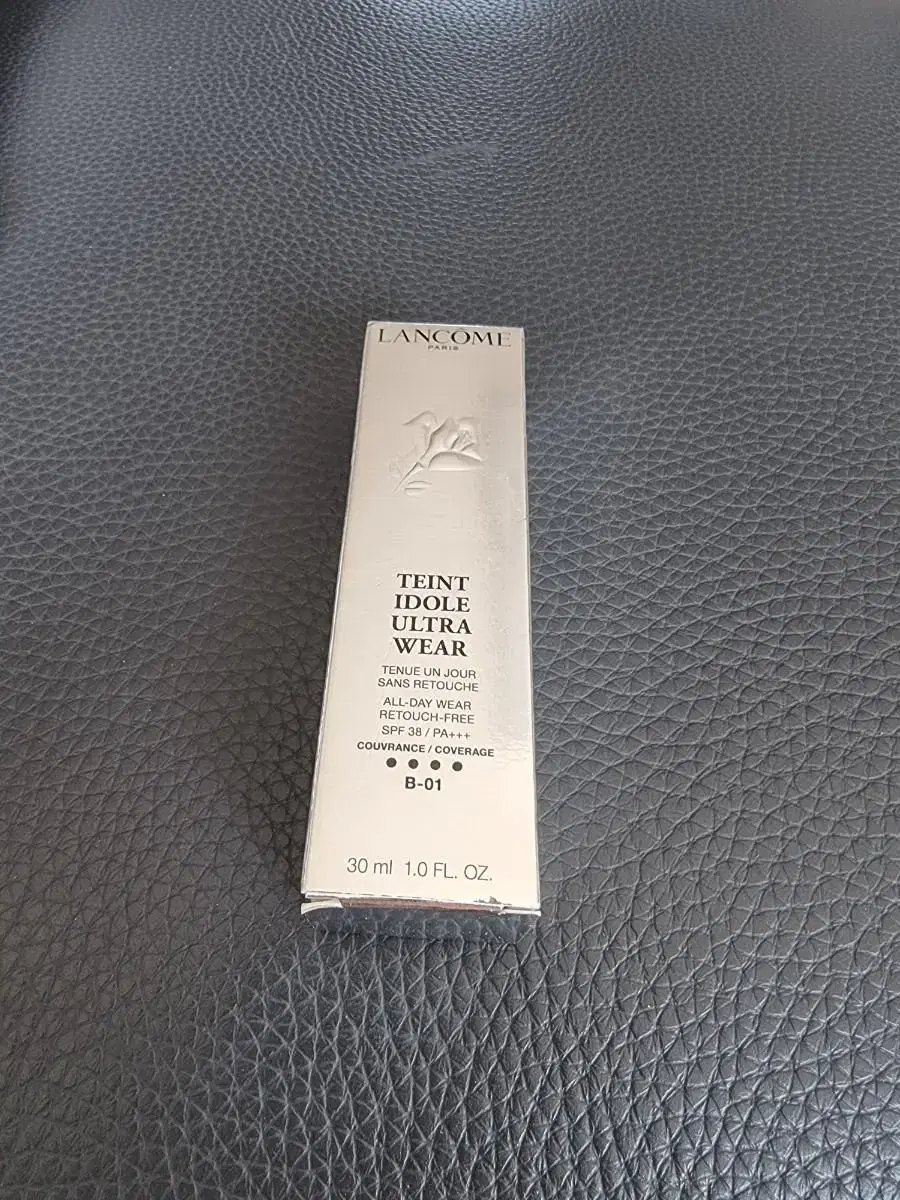 LANCÔME
PARIS
TEINT
IDOLE
ULTRA
WEAR
TENUE UN JOUR
SANS RETOUCHE
ALL-DAY WEAR
RETOUCH-FREE
SPF 38 / PA+++
COUVRANCE / COVERAGE
B-01
30 ml 1.0 FL. OZ.